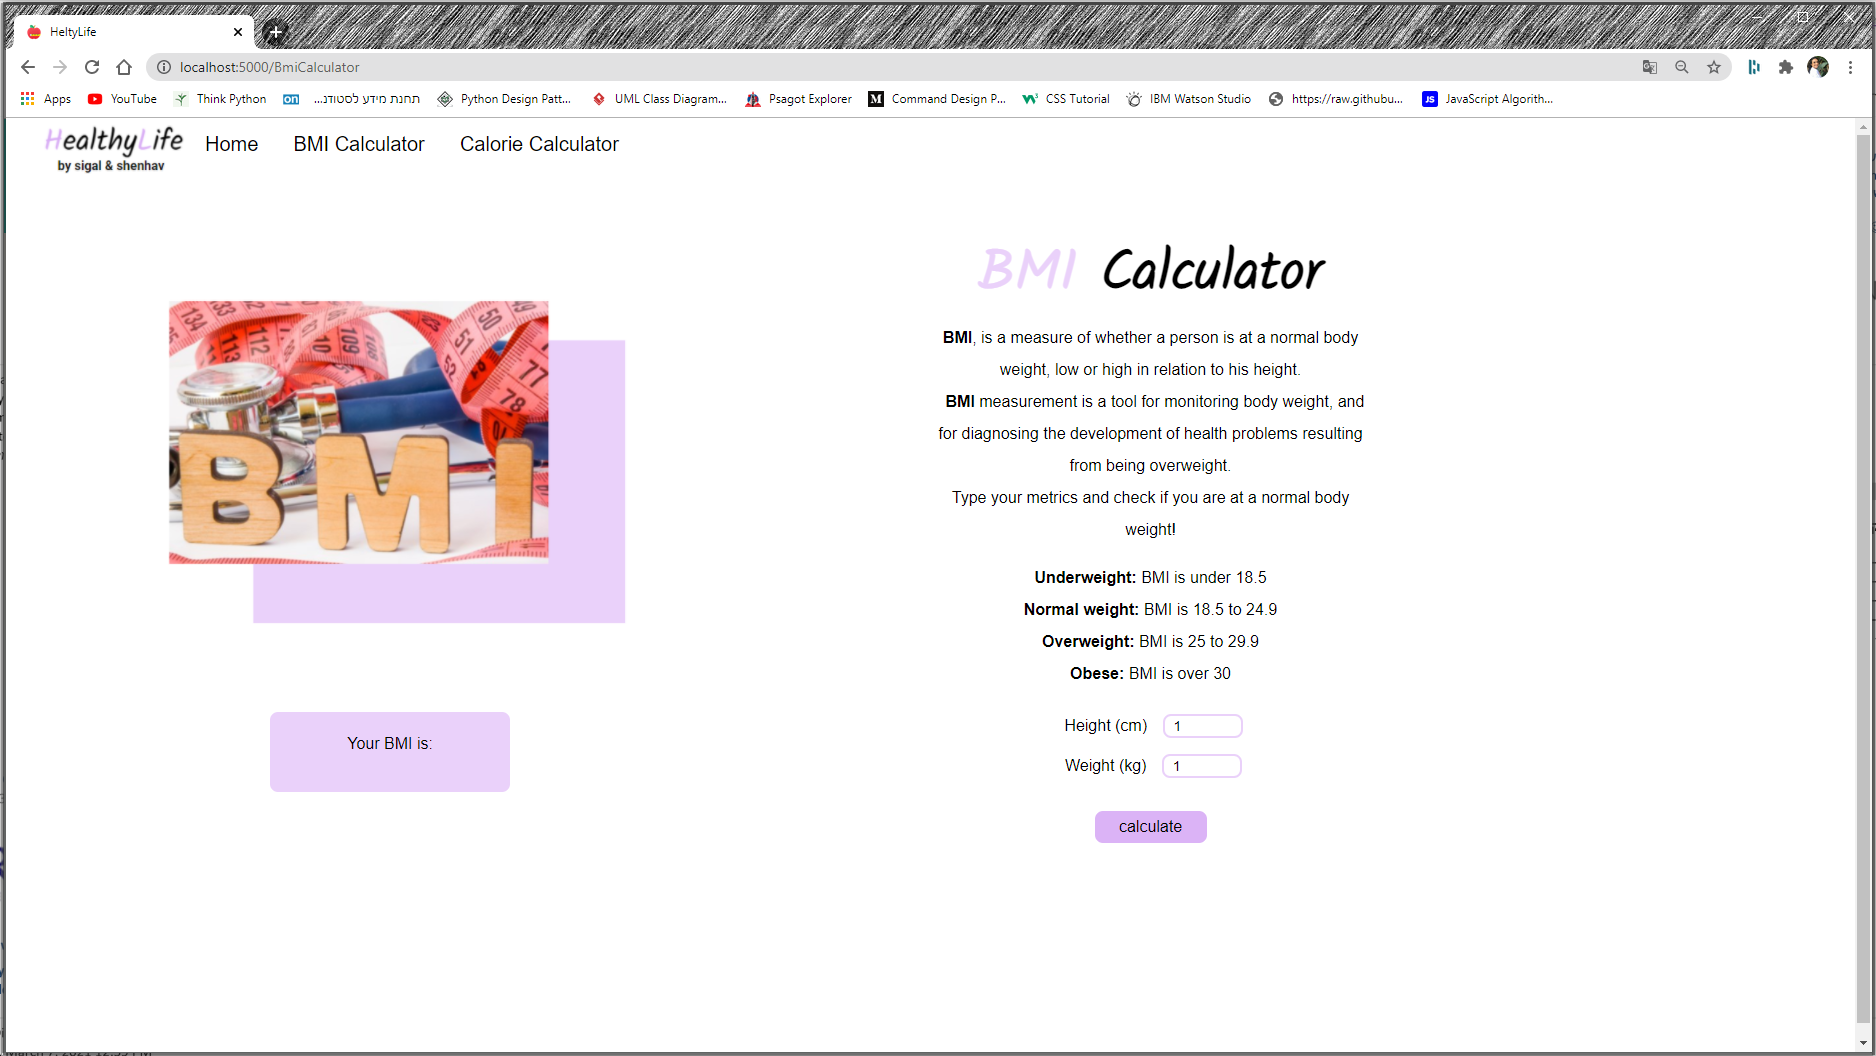 HeltyLife
localhost:5000/BmiCalculator
Apps YouTube Think Python תחנת מידע לסטודנ... Python Design Patt... UML Class Diagram... Psagot Explorer Command Design P... CSS Tutorial IBM Watson Studio https://raw.githubu... JavaScript Algorith...
HealthyLife Home BMI Calculator Calorie Calculator
by sigal & shenhav
BMI Calculator
BMI, is a measure of whether a person is at a normal body
weight, low or high in relation to his height.
BMI measurement is a tool for monitoring body weight, and
for diagnosing the development of health problems resulting
from being overweight.
Type your metrics and check if you are at a normal body
weight!
Underweight: BMI is under 18.5
Normal weight: BMI is 18.5 to 24.9
Overweight: BMI is 25 to 29.9
Obese: BMI is over 30
Height (cm) 1
Weight (kg) 1
calculate
BMI
Your BMI is: